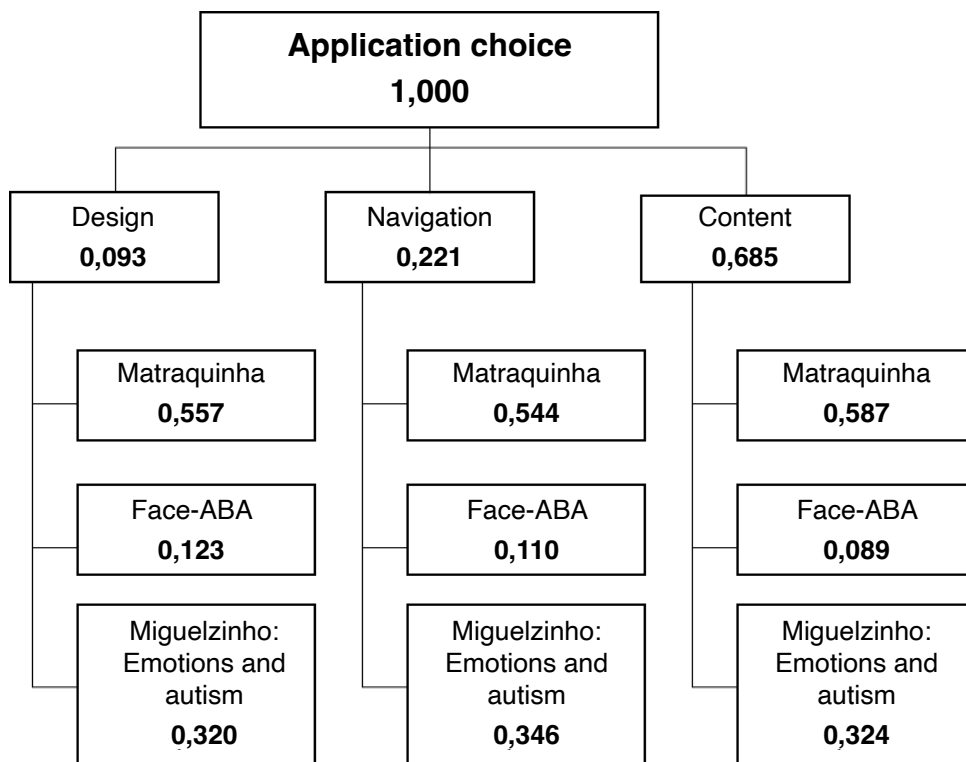 Application choice
1,000
Design
0,093
Navigation
0,221
Content
0,685
Matraquinha
0,557
Matraquinha
0,544
Matraquinha
0,587
Face-ABA
0,123
Face-ABA
0,110
Face-ABA
0,089
Miguelzinho:
Emotions and
autism
0,320
Miguelzinho:
Emotions and
autism
0,346
Miguelzinho:
Emotions and
autism
0,324